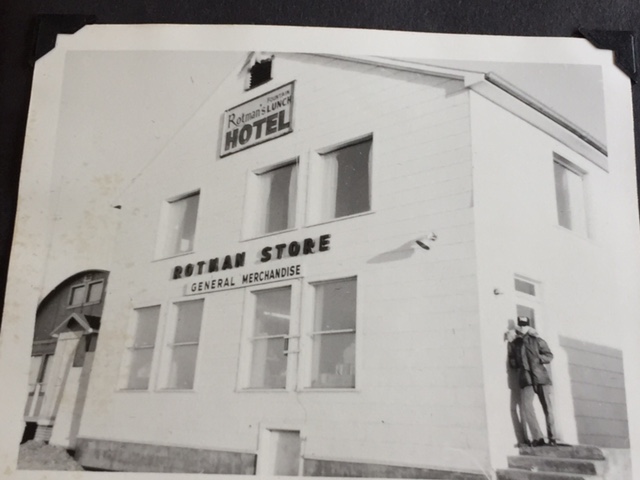 Rotman's FOUNTAIN LUNCH
HOTEL
ROTMAN STORE
GENERAL MERCHANDISE